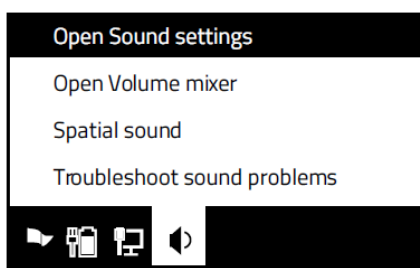 Open Sound settings
Open Volume mixer
Spatial sound
Troubleshoot sound problems